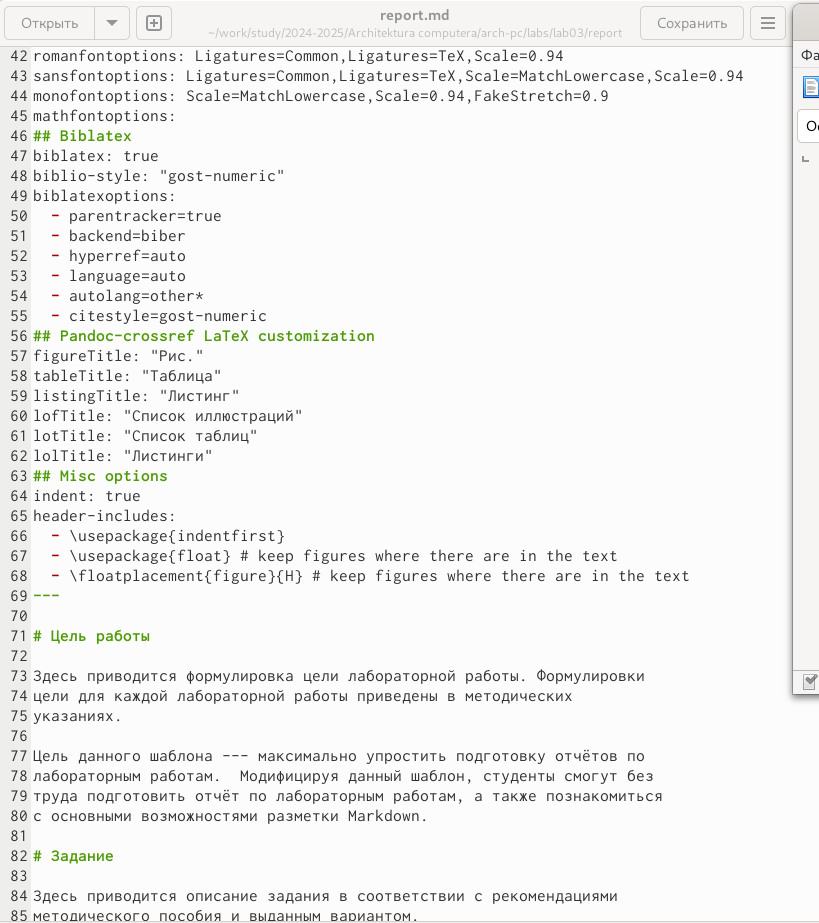 Открыть
report.md
~/work/study/2024-2025/Architektura computera/arch-pc/labs/lab03/report
Сохранить
42 romanfontoptions: Ligatures=Common,Ligatures=TeX,Scale=0.94
43 sansfontoptions: Ligatures=Common,Ligatures=TeX,Scale=MatchLowercase,Scale=0.94
44 monofontoptions: Scale=MatchLowercase,Scale=0.94,FakeStretch=0.9
45 mathfontoptions:
46 ## Biblatex
47 biblatex: true
48 biblio-style: "gost-numeric"
49 biblatexoptions:
50   - parentracker=true
51   - backend=biber
52   - hyperref=auto
53   - language=auto
54   - autolang=other*
55   - citestyle=gost-numeric
56 ## Pandoc-crossref LaTeX customization
57 figureTitle: "Рис."
58 tableTitle: "Таблица"
59 listingTitle: "Листинг"
60 lofTitle: "Список иллюстраций"
61 lotTitle: "Список таблиц"
62 lolTitle: "Листинги"
63 ## Misc options
64 indent: true
65 header-includes:
66   - \usepackage{indentfirst}
67   - \usepackage{float} # keep figures where there are in the text
68   - \floatplacement{figure}{H} # keep figures where there are in the text
69 ---
70
71 # Цель работы
72
73 Здесь приводится формулировка цели лабораторной работы. Формулировки
74 цели для каждой лабораторной работы приведены в методических
75 указаниях.
76
77 Цель данного шаблона --- максимально упростить подготовку отчётов по
78 лабораторным работам.  Модифицируя данный шаблон, студенты смогут без
79 труда подготовить отчёт по лабораторным работам, а также познакомиться
80 с основными возможностями разметки Markdown.
81
82 # Задание
83
84 Здесь приводится описание задания в соответствии с рекомендациями
85 методического пособия и выданным вариантом.
Фа
Ос